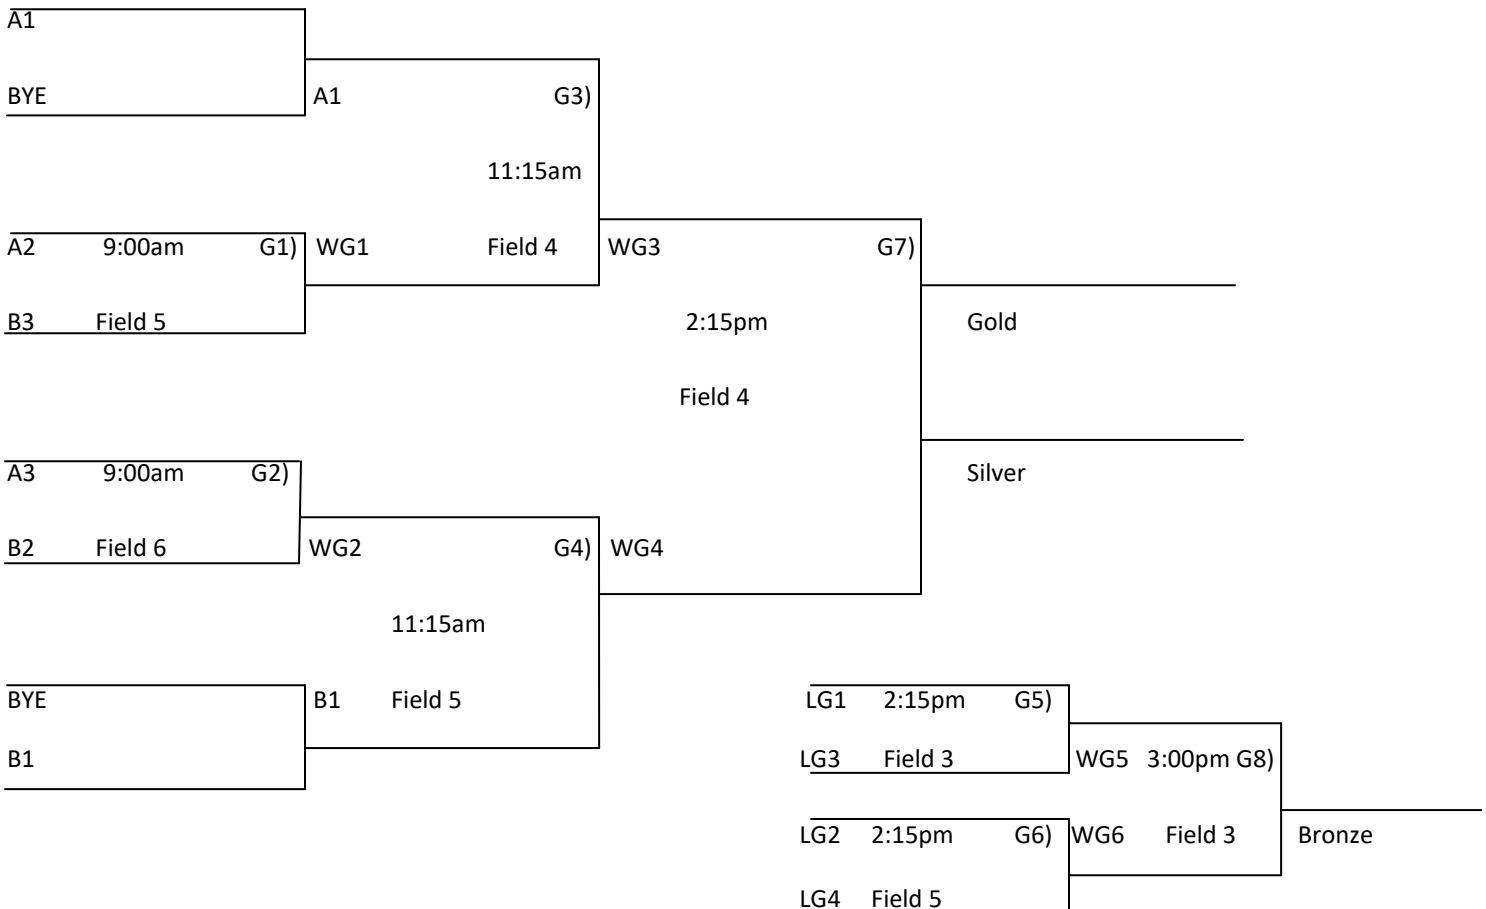 A1
BYE A1 G3)
11:15am
A2 9:00am G1) WG1 Field 4 WG3 G7)
B3 Field 5 2:15pm Gold
Field 4
A3 9:00am G2) Silver
B2 Field 6 WG2 G4) WG4
11:15am
BYE B1 Field 5 LG1 2:15pm G5)
B1 LG3 Field 3 WG5 3:00pm G8)
LG2 2:15pm G6) WG6 Field 3 Bronze
LG4 Field 5